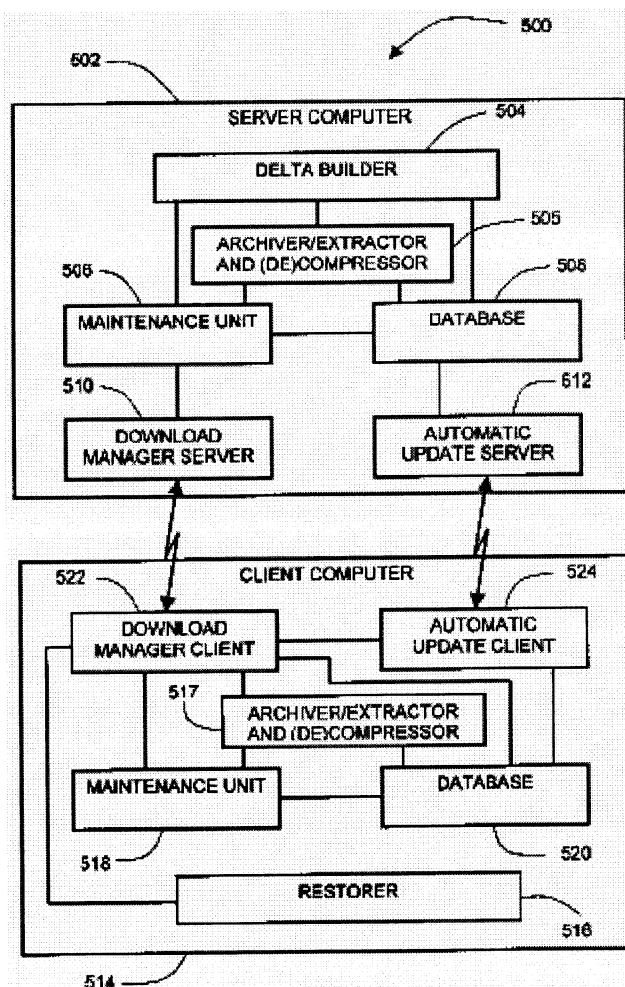 500
502
SERVER COMPUTER
504
DELTA BUILDER
505
ARCHIVER/EXTRACTOR
AND (DE)COMPRESSOR
506
508
MAINTENANCE UNIT
DATABASE
510
512
DOWNLOAD
MANAGER SERVER
AUTOMATIC
UPDATE SERVER
522
CLIENT COMPUTER
524
DOWNLOAD
MANAGER CLIENT
AUTOMATIC
UPDATE CLIENT
517
ARCHIVER/EXTRACTOR
AND (DE)COMPRESSOR
MAINTENANCE UNIT
DATABASE
518
520
RESTORER
516
514